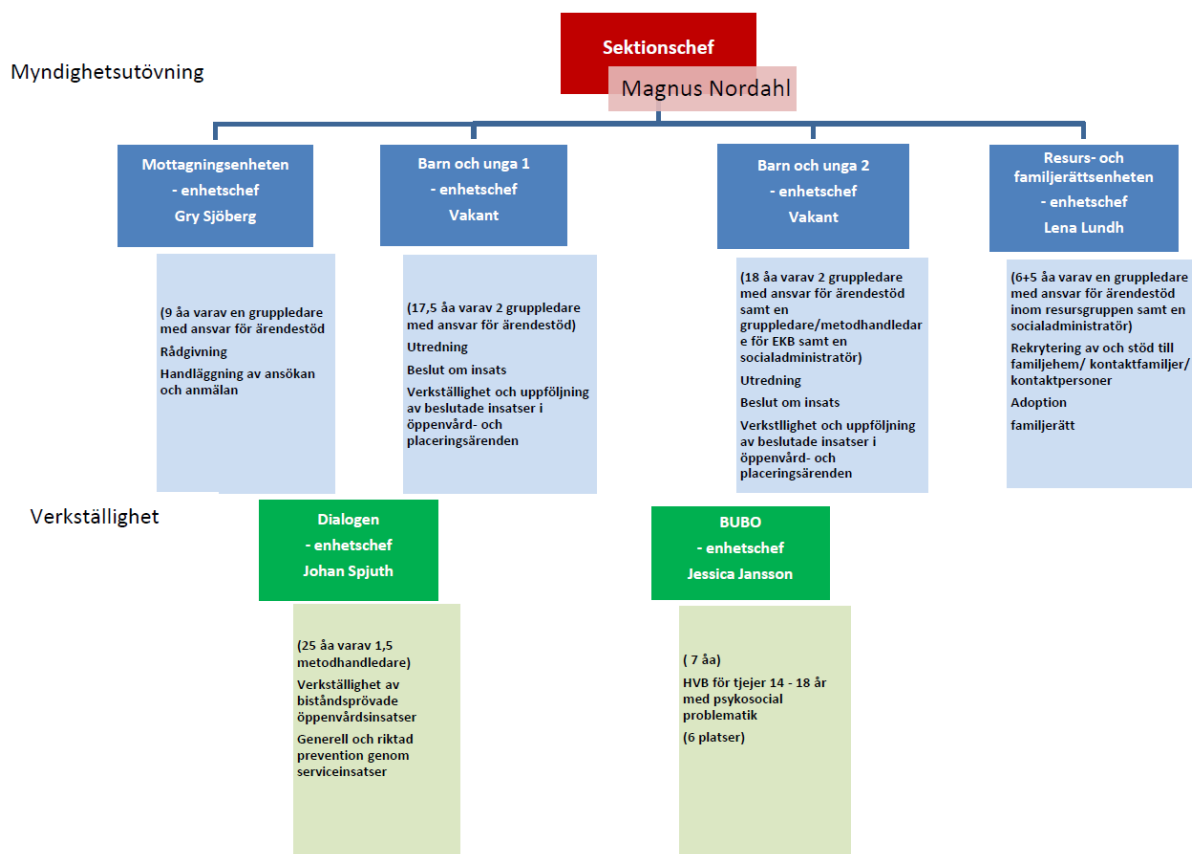 Myndighetsutövning
Sektionschef
Magnus Nordahl
Mottagningsenheten
- enhetschef
Gry Sjöberg
Barn och unga 1
- enhetschef
Vakant
Barn och unga 2
- enhetschef
Vakant
Resurs- och
familjerättsenheten
- enhetschef
Lena Lundh
(9 åa varav en gruppledare
med ansvar för ärendestöd
Rådgivning
Handläggning av ansökan
och anmälan
(17,5 åa varav 2 gruppledare
med ansvar för ärendestöd)
Utredning
Beslut om insats
Verkställighet och uppföljning
av beslutade insatser i
öppenvård- och
placeringsärenden
(18 åa varav 2 gruppledare
med ansvar för ärendestöd
samt en
gruppledare/metodhandledar
e för EKB samt en
socialadministratör)
Utredning
Beslut om insats
Verkstllighet och uppföljning
av beslutade insatser i
öppenvård- och
placeringsärenden
(6+5 åa varav en gruppledare
med ansvar för ärendestöd
inom resursgruppen samt en
socialadministratör)
Rekrytering av och stöd till
familjehem/ kontaktfamiljer/
kontaktpersoner
Adoption
familjerätt
Verkställighet
Dialogen
- enhetschef
Johan Spjuth
BUBO
- enhetschef
Jessica Jansson
(25 åa varav 1,5
metodhandledare)
Verkställighet av
biståndsprövade
öppenvårdsinsatser
Generell och riktad
prevention genom
serviceinsatser
( 7 åa)
HVB för tjejer 14 - 18 år
med psykosocial
problematik
(6 platser)